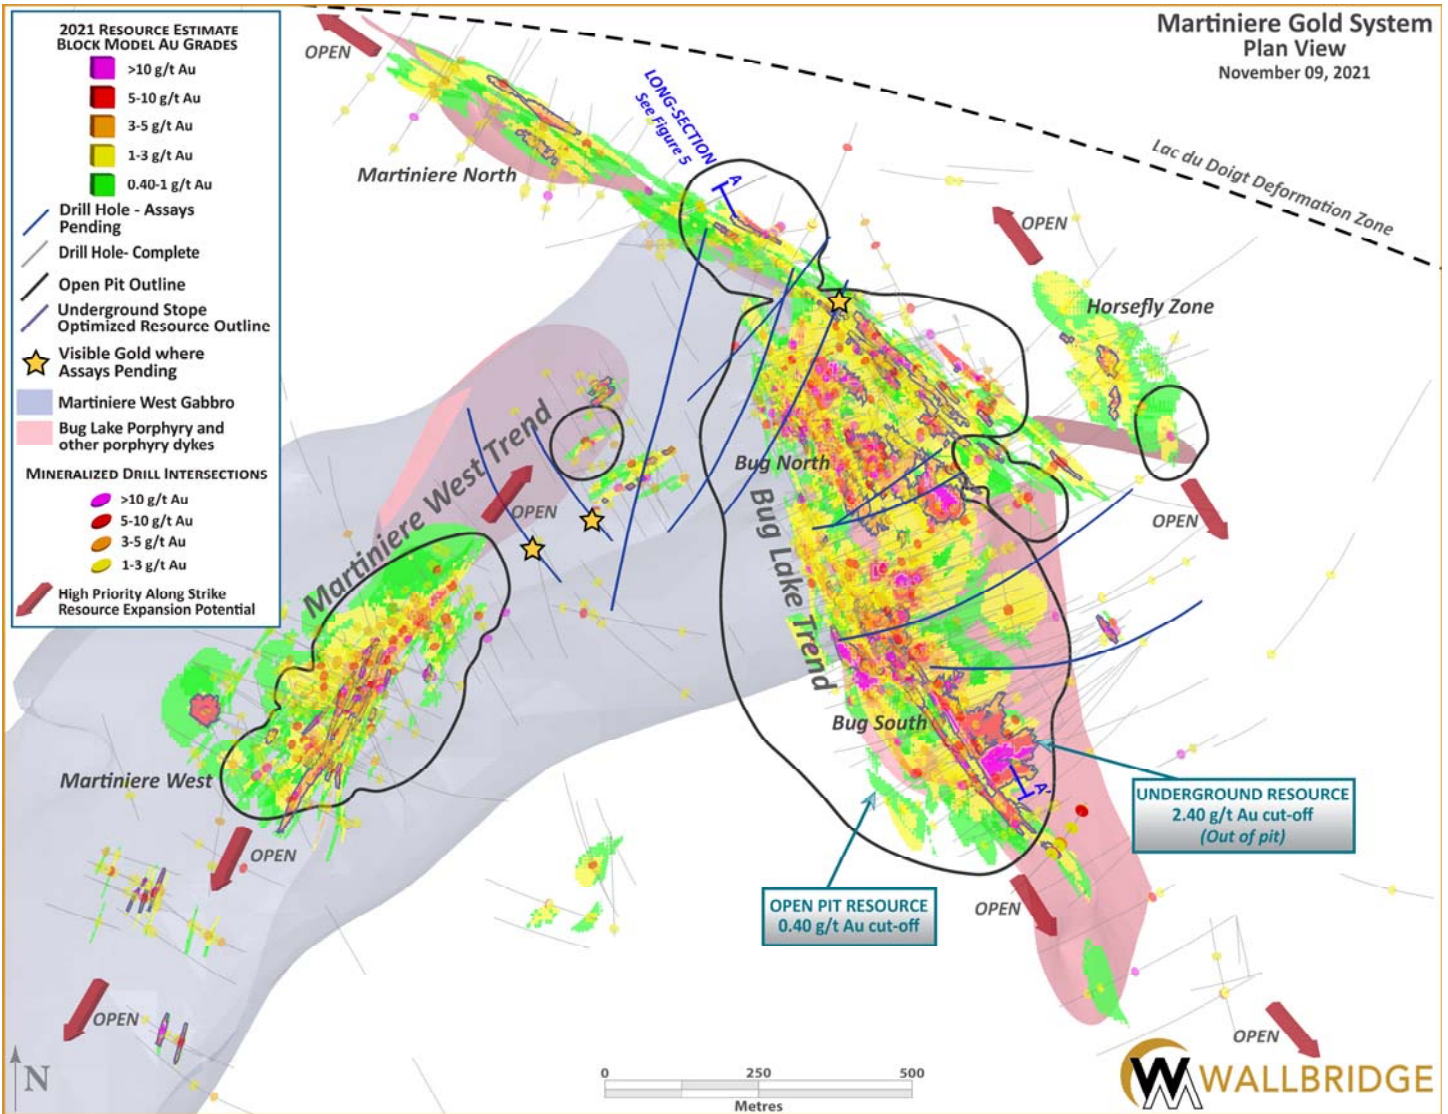 Martiniere Gold System
Plan View
November 09, 2021
2021 RESOURCE ESTIMATE
BLOCK MODEL AU GRADES
>10 g/t Au
5-10 g/t Au
3-5 g/t Au
1-3 g/t Au
0.40-1 g/t Au
Drill Hole - Assays
Pending
Drill Hole- Complete
Open Pit Outline
Underground Stope
Optimized Resource Outline
Visible Gold where
Assays Pending
Martiniere West Gabbro
Bug Lake Porphyry and
other porphyry dykes
MINERALIZED DRILL INTERSECTIONS
>10 g/t Au
5-10 g/t Au
3-5 g/t Au
1-3 g/t Au
High Priority Along Strike
Resource Expansion Potential
OPEN
LONG-SECTION
See Figure 5
A
Martiniere North
Lac du Doigt Deformation Zone
OPEN
Horsefly Zone
Martiniere West Trend
OPEN
Bug North
Bug Lake Trend
OPEN
Bug South
Martiniere West
A'
UNDERGROUND RESOURCE
2.40 g/t Au cut-off
(Out of pit)
OPEN
OPEN PIT RESOURCE
0.40 g/t Au cut-off
OPEN
OPEN
OPEN
N
0 250 500
Metres
WALLBRIDGE